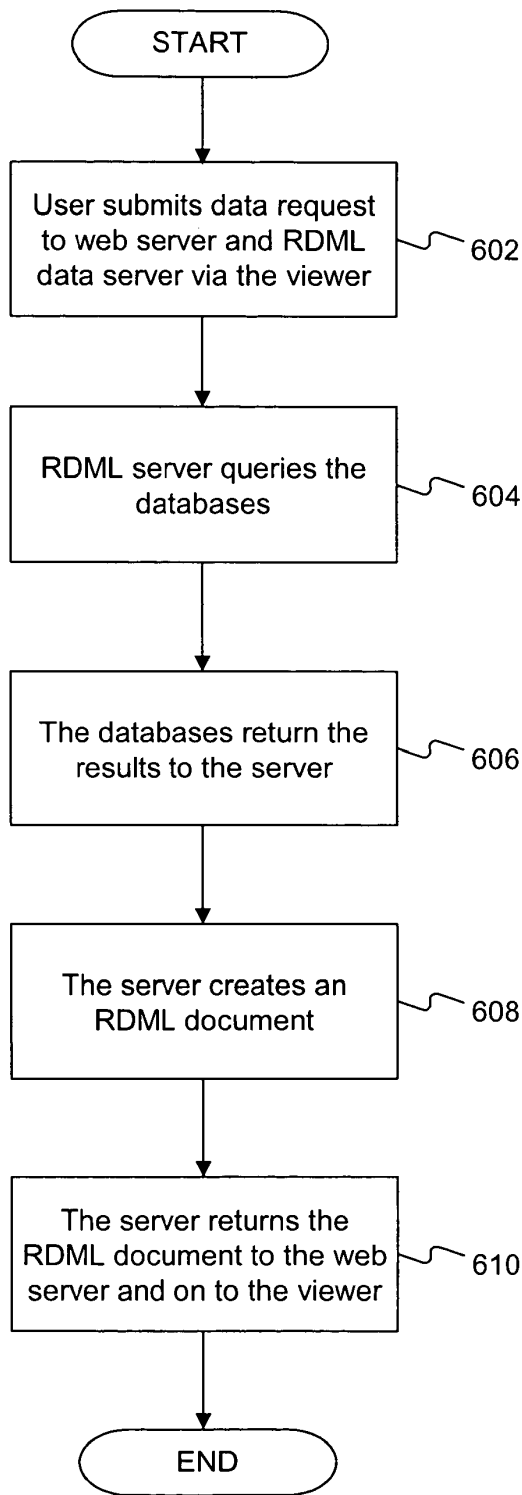 START
User submits data request
to web server and RDML
data server via the viewer
602
RDML server queries the
databases
604
The databases return the
results to the server
606
The server creates an
RDML document
608
The server returns the
RDML document to the web
server and on to the viewer
610
END